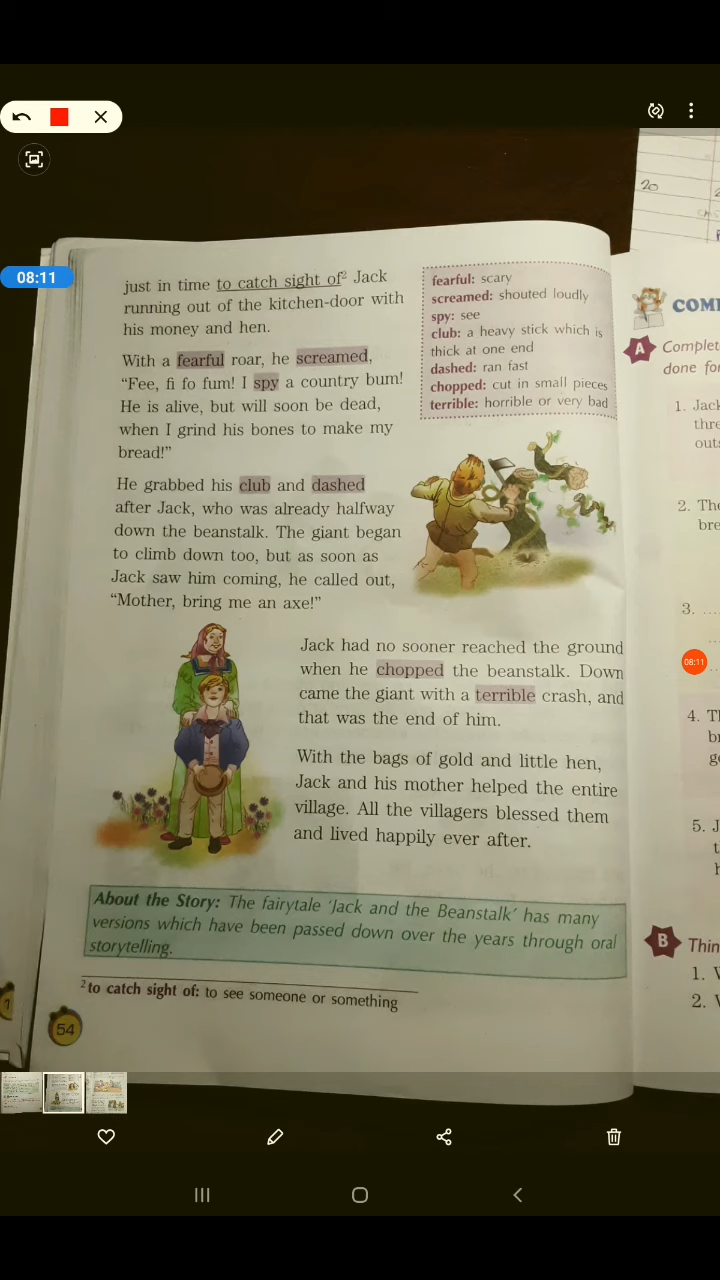 08:11
20
just in time to catch sight of² Jack
running out of the kitchen-door with
his money and hen.
With a fearful roar, he screamed,
“Fee, fi fo fum! I spy a country bum!
He is alive, but will soon be dead,
when I grind his bones to make my
bread!”
He grabbed his club and dashed
after Jack, who was already halfway
down the beanstalk. The giant began
to climb down too, but as soon as
Jack saw him coming, he called out,
“Mother, bring me an axe!”
fearful: scary
screamed: shouted loudly
spy: see
club: a heavy stick which is
thick at one end
dashed: ran fast
chopped: cut in small pieces
terrible: horrible or very bad
Jack had no sooner reached the ground
when he chopped the beanstalk. Down
came the giant with a terrible crash, and
that was the end of him.
With the bags of gold and little hen,
Jack and his mother helped the entire
village. All the villagers blessed them
and lived happily ever after.
About the Story: The fairytale ‘Jack and the Beanstalk’ has many
versions which have been passed down over the years through oral
storytelling.
² to catch sight of: to see someone or something
54
A
done for
1. Jack
2. The
3. ....
08:11
4.
5.
B
1.
2.